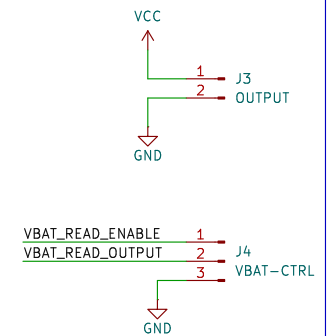 VCC
1
J3
2
OUTPUT
GND
VBAT_READ_ENABLE
1
VBAT_READ_OUTPUT
2
J4
3
VBAT-CTRL
GND